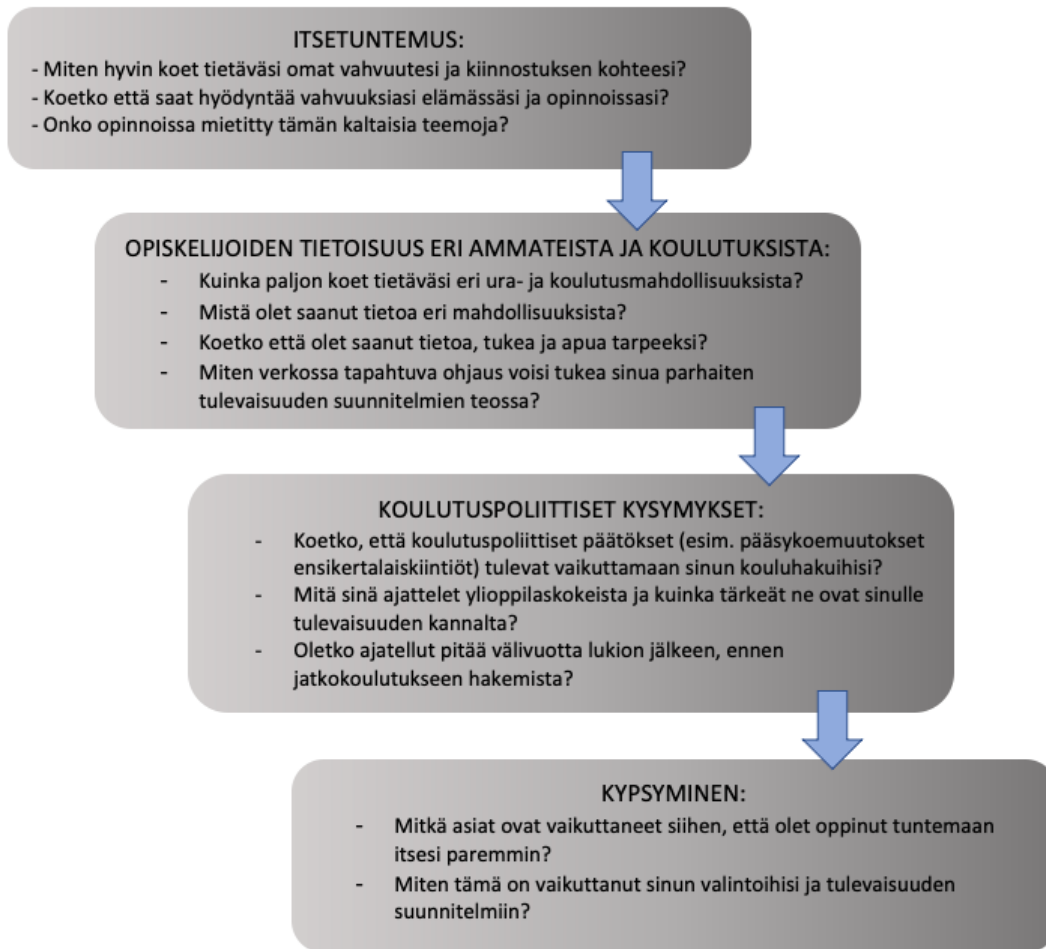 ITSETUNTEMUS:
- Miten hyvin koet tietäväsi omat vahvuutesi ja kiinnostuksen kohteesi?
- Koetko että saat hyödyntää vahvuuksiasi elämässäsi ja opinnoissasi?
- Onko opinnoissa mietitty tämän kaltaisia teemoja?
OPISKELIJOIDEN TIETOISUUS ERI AMMATEISTA JA KOULUTUKSISTA:
- Kuinka paljon koet tietäväsi eri ura- ja koulutusmahdollisuuksista?
- Mistä olet saanut tietoa eri mahdollisuuksista?
- Koetko että olet saanut tietoa, tukea ja apua tarpeeksi?
- Miten verkossa tapahtuva ohjaus voisi tukea sinua parhaiten
tulevaisuuden suunnitelmien teossa?
KOULUTUSPOLIITTISET KYSYMYKSET:
- Koetko, että koulutuspoliittiset päätökset (esim. pääsykoemuutokset
ensikertalaiskiintiöt) tulevat vaikuttamaan sinun kouluhakuihisi?
- Mitä sinä ajattelet ylioppilaskokeista ja kuinka tärkeät ne ovat sinulle
tulevaisuuden kannalta?
- Oletko ajatellut pitää välivuotta lukion jälkeen, ennen
jatkokoulutukseen hakemista?
KYPSYMINEN:
- Mitkä asiat ovat vaikuttaneet siihen, että olet oppinut tuntemaan
itsesi paremmin?
- Miten tämä on vaikuttanut sinun valintoihisi ja tulevaisuuden
suunnitelmiin?